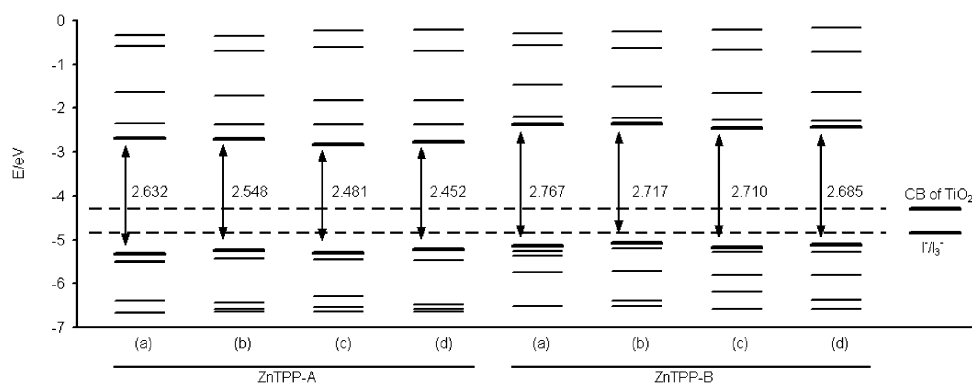 0
-1
-2
-3
-4
-5
-6
-7
E/eV
2.632 2.548 2.481 2.452 2.767 2.717 2.710 2.685
CB of TiO₂
I⁻/I₃⁻
(a) (b) (c) (d) (a) (b) (c) (d)
ZnTPP-A ZnTPP-B